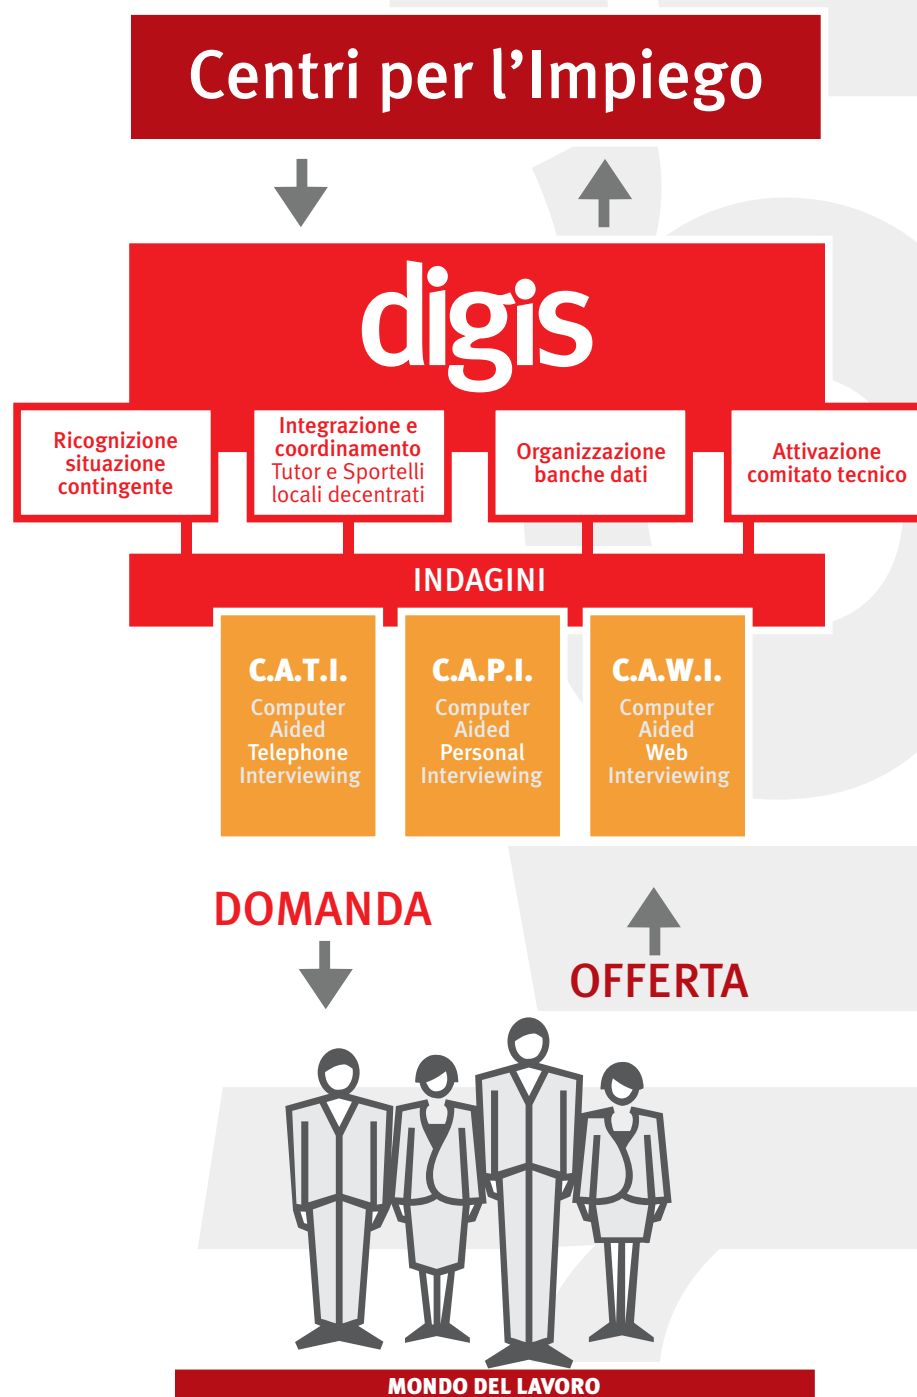 Centri per l'Impiego
digis
Ricognizione
situazione
contingente
Integrazione e
coordinamento
Tutor e Sportelli
locali decentrati
Organizzazione
banche dati
Attivazione
comitato tecnico
INDAGINI
C.A.T.I.
Computer
Aided
Telephone
Interviewing
C.A.P.I.
Computer
Aided
Personal
Interviewing
C.A.W.I.
Computer
Aided
Web
Interviewing
DOMANDA
OFFERTA
MONDO DEL LAVORO